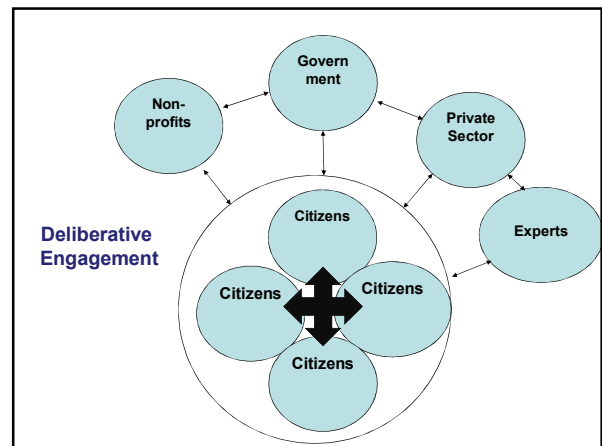 Govern
ment
Non-
profits
Private
Sector
Citizens
Experts
Deliberative
Engagement
Citizens
Citizens
Citizens